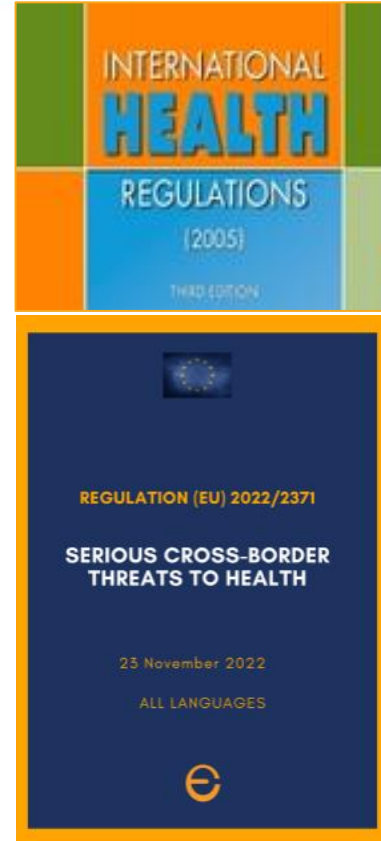 INTERNATIONAL
HEALTH
REGULATIONS
(2005)
THIRD EDITION
REGULATION (EU) 2022/2371
SERIOUS CROSS-BORDER
THREATS TO HEALTH
23 November 2022
ALL LANGUAGES